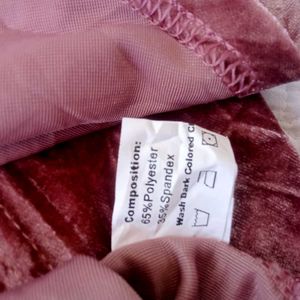 Composition:
65%Polyester
35%Spandex
Wash Dark Colored